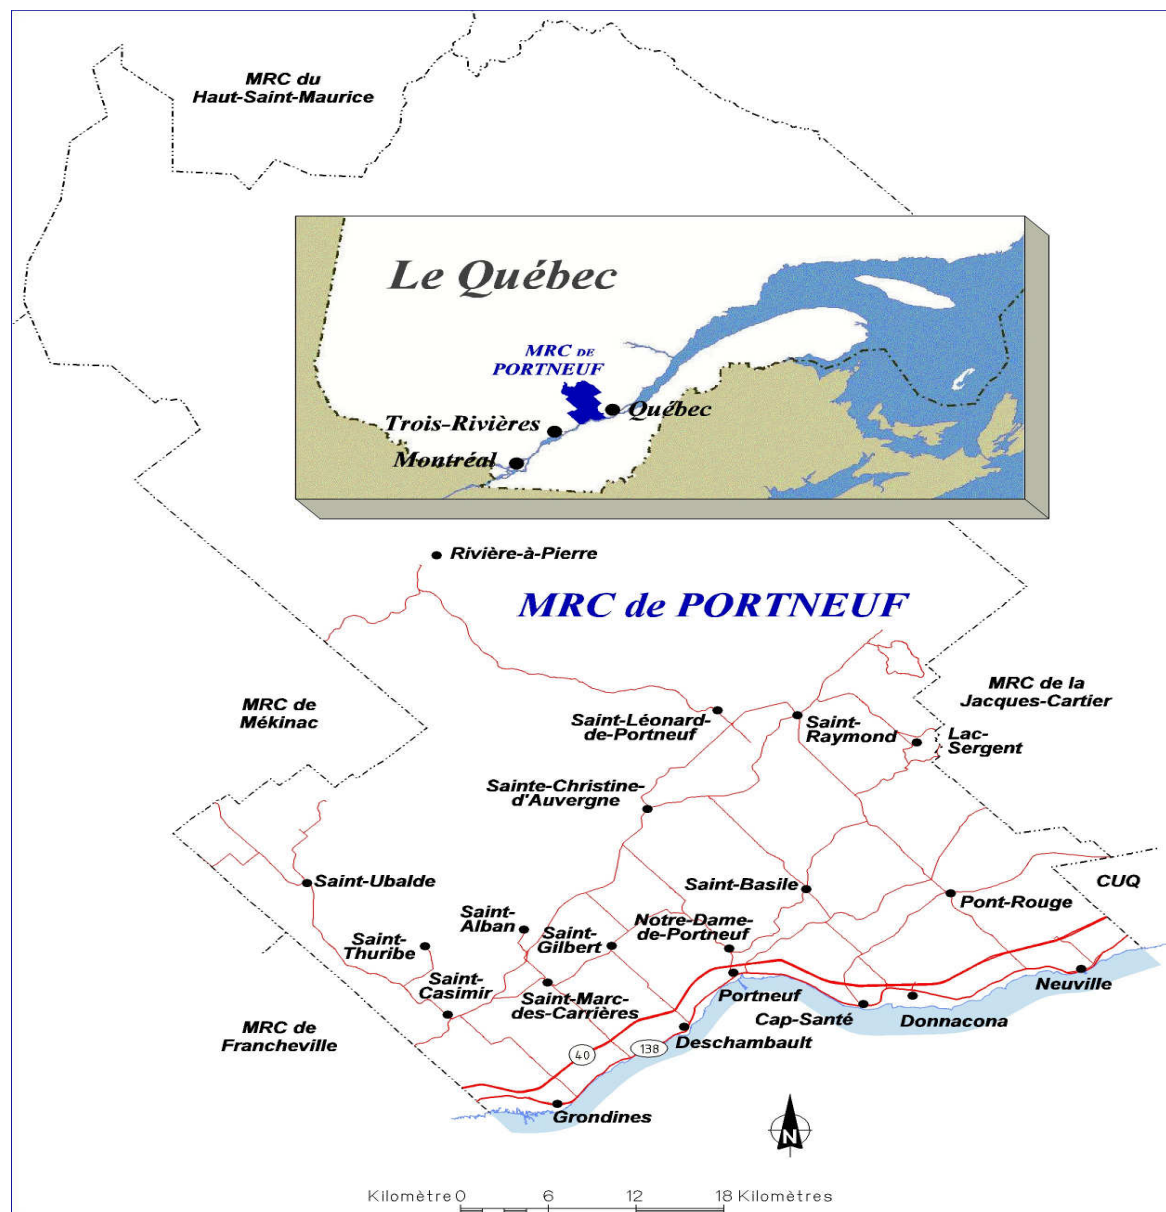 MRC du
Haut-Saint-Maurice
Le Québec
MRC DE
PORTNEUF
Québec
Trois-Rivières
Montréal
Rivière-à-Pierre
MRC de PORTNEUF
MRC de la
Jacques-Cartier
MRC de
Mékinac
Saint-Léonard-
de-Portneuf
Saint-
Raymond
Lac-
Sergent
Sainte-Christine-
d'Auvergne
Saint-Ubalde
Saint-Basile
CUQ
Pont-Rouge
Saint-
Alban
Saint-
Gilbert
Notre-Dame-
de-Portneuf
Saint-
Thuribe
Saint-
Casimir
Saint-Marc-
des-Carrières
Portneuf
Neuville
Cap-Santé
Donnacona
MRC de
Francheville
Deschambault
40
138
Grondines
N
Kilomètre 0 6 12 18 Kilomètres